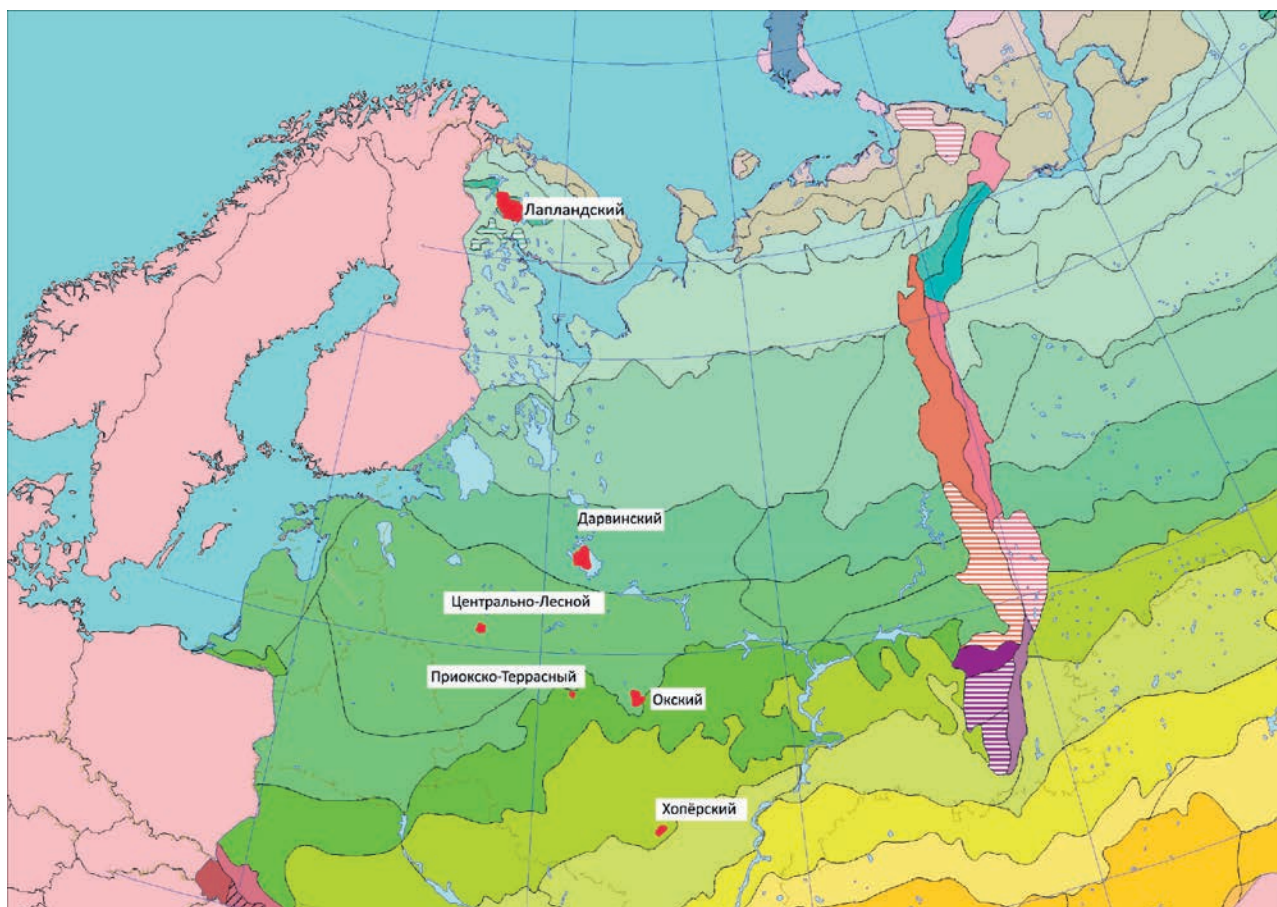 Лапландский
Дарвинский
Центрально-Лесной
Приокско-Террасный
Окский
Хопёрский